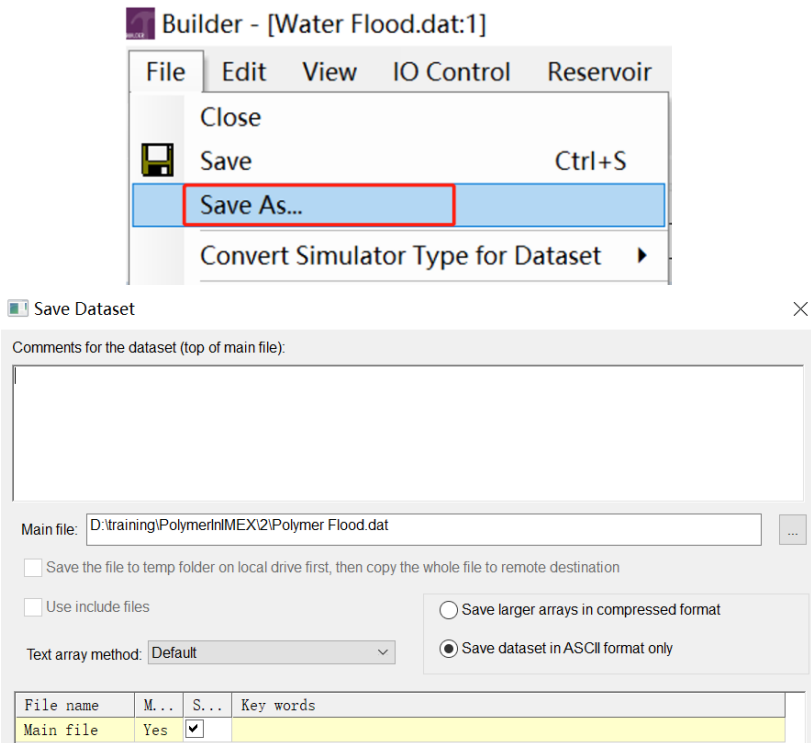 Builder - [Water Flood.dat:1]
File Edit View IO Control Reservoir
Close
Save Ctrl+S
Save As...
Convert Simulator Type for Dataset
Save Dataset
Comments for the dataset (top of main file):
Main file: D:\training\PolymerInIMEX\2\Polymer Flood.dat ...
Save the file to temp folder on local drive first, then copy the whole file to remote destination
Use include files
Save larger arrays in compressed format
Text array method: Default
Save dataset in ASCII format only
File name M... S... Key words
Main file Yes